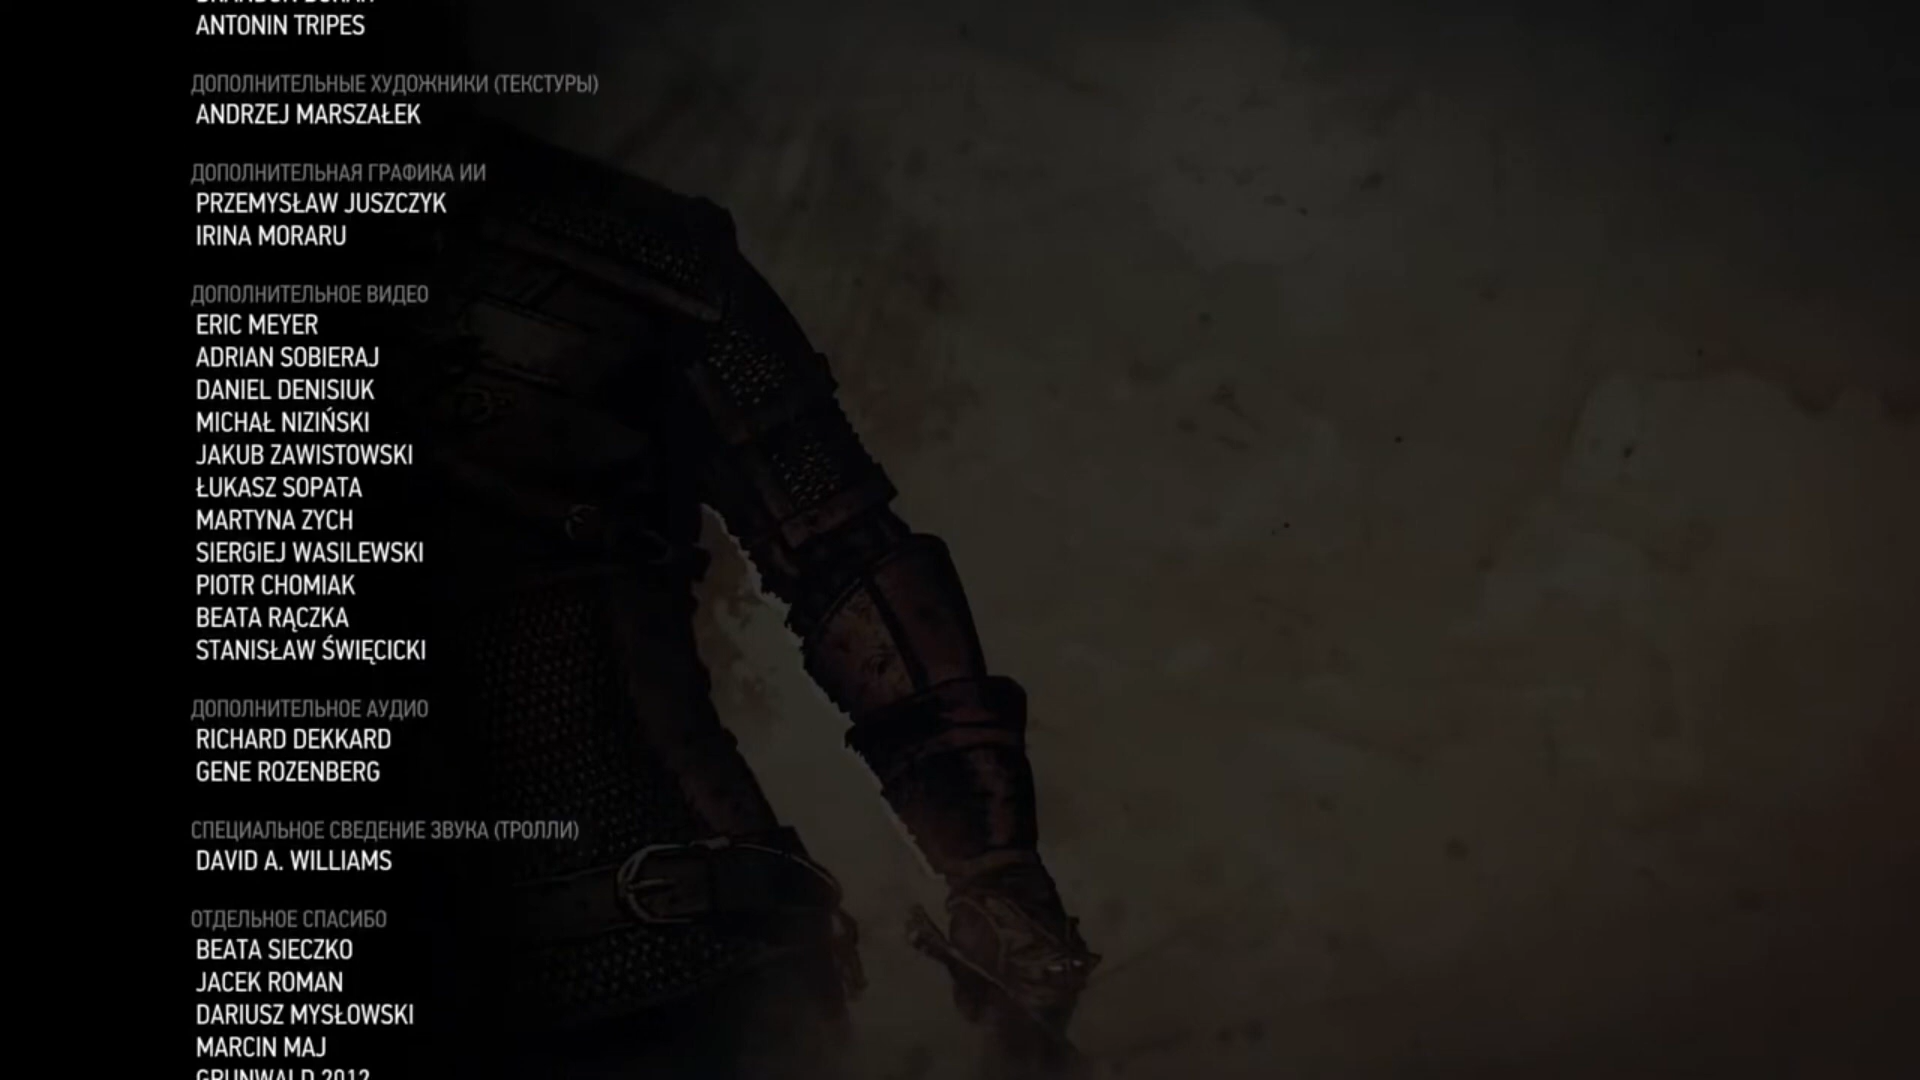 ANTONIN TRIPES
ДОПОЛНИТЕЛЬНЫЕ ХУДОЖНИКИ (ТЕКСТУРЫ)
ANDRZEJ MARSZAŁEK
ДОПОЛНИТЕЛЬНАЯ ГРАФИКА ИИ
PRZEMYSŁAW JUSZCZYK
IRINA MORARU
ДОПОЛНИТЕЛЬНОЕ ВИДЕО
ERIC MEYER
ADRIAN SOBIERAJ
DANIEL DENISIUK
MICHAŁ NIZIŃSKI
JAKUB ZAWISTOWSKI
ŁUKASZ SOPATA
MARTYNA ZYCH
SIERGIEJ WASILEWSKI
PIOTR CHOMIAK
BEATA RĄCZKA
STANISŁAW ŚWIĘCICKI
ДОПОЛНИТЕЛЬНОЕ АУДИО
RICHARD DEKKARD
GENE ROZENBERG
СПЕЦИАЛЬНОЕ СВЕДЕНИЕ ЗВУКА (ТРОЛЛИ)
DAVID A. WILLIAMS
ОТДЕЛЬНОЕ СПАСИБО
BEATA SIECZKO
JACEK ROMAN
DARIUSZ MYSŁOWSKI
MARCIN MAJ
GRUNWALD 2012